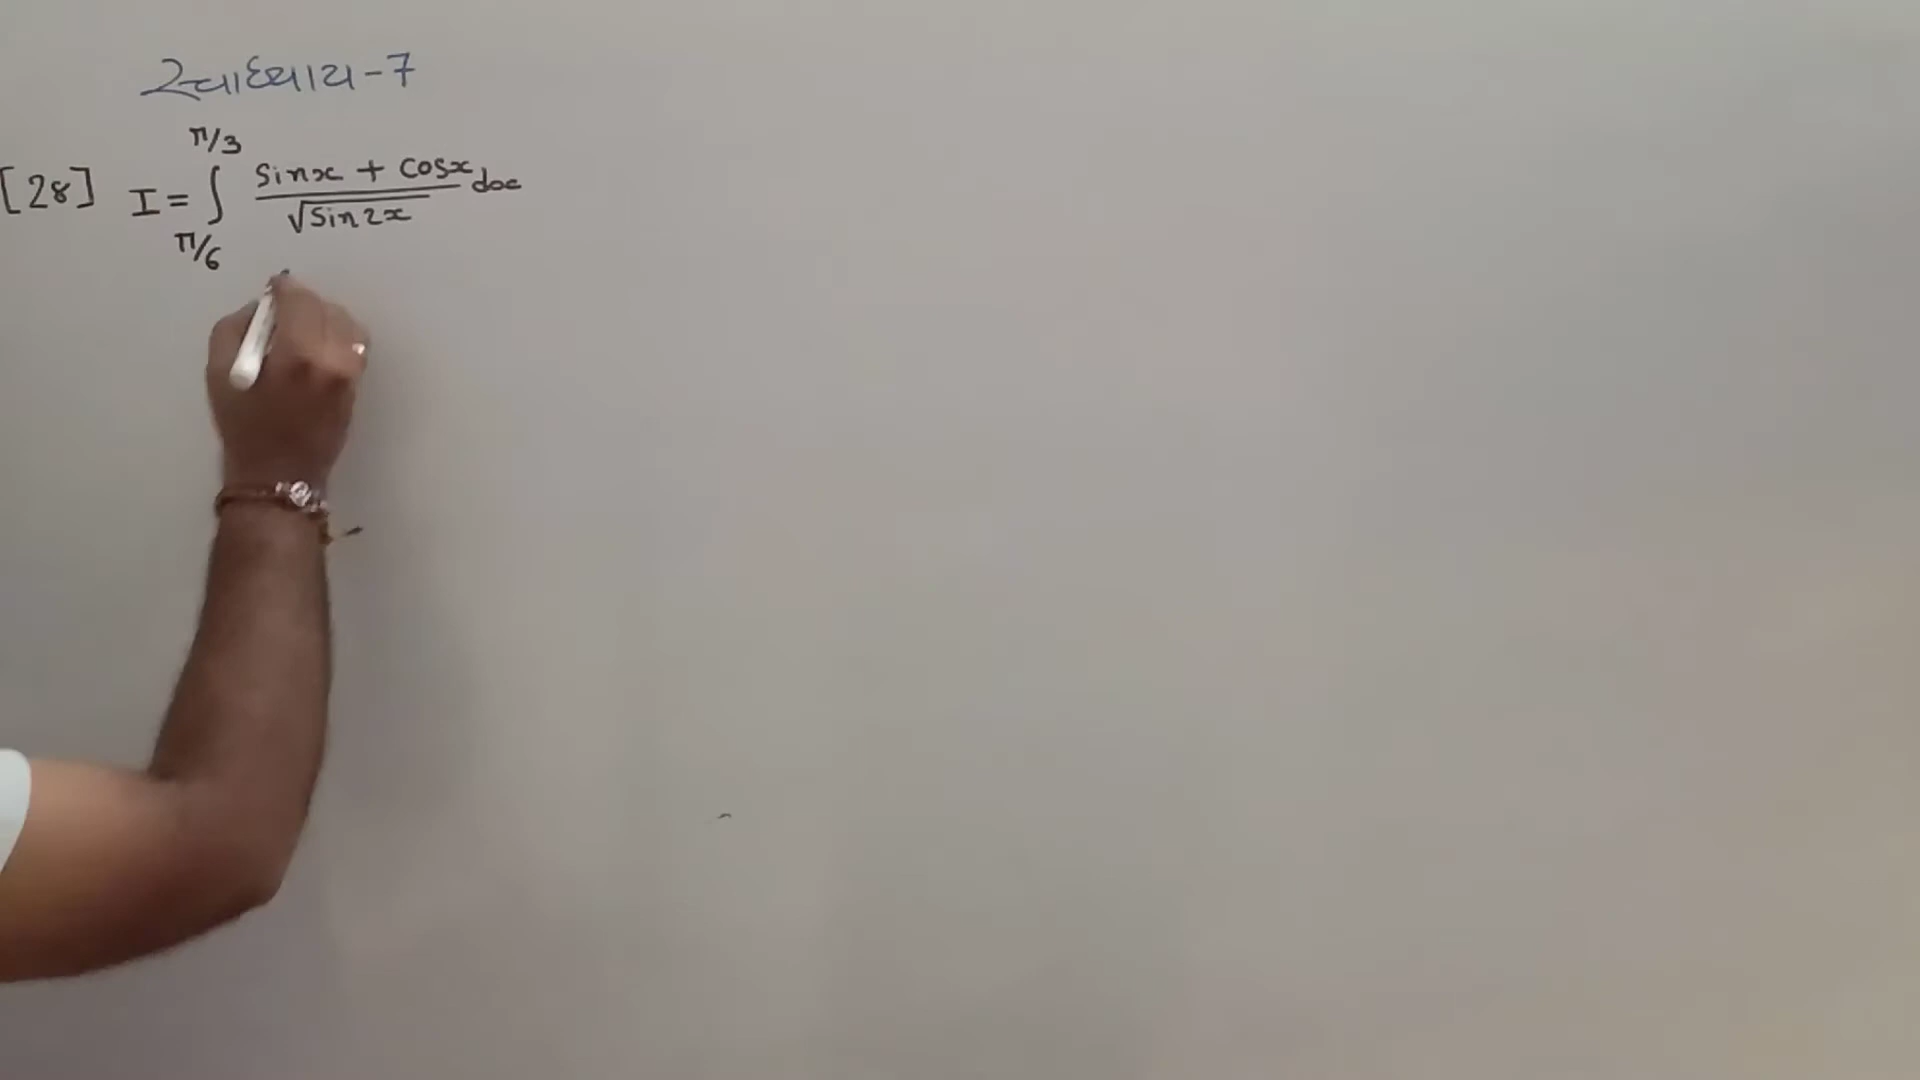 સ્વાધ્યાય-7
[28] I = ∫_{π/6}^{π/3} (sinx + cosx)/√(sin2x) dx